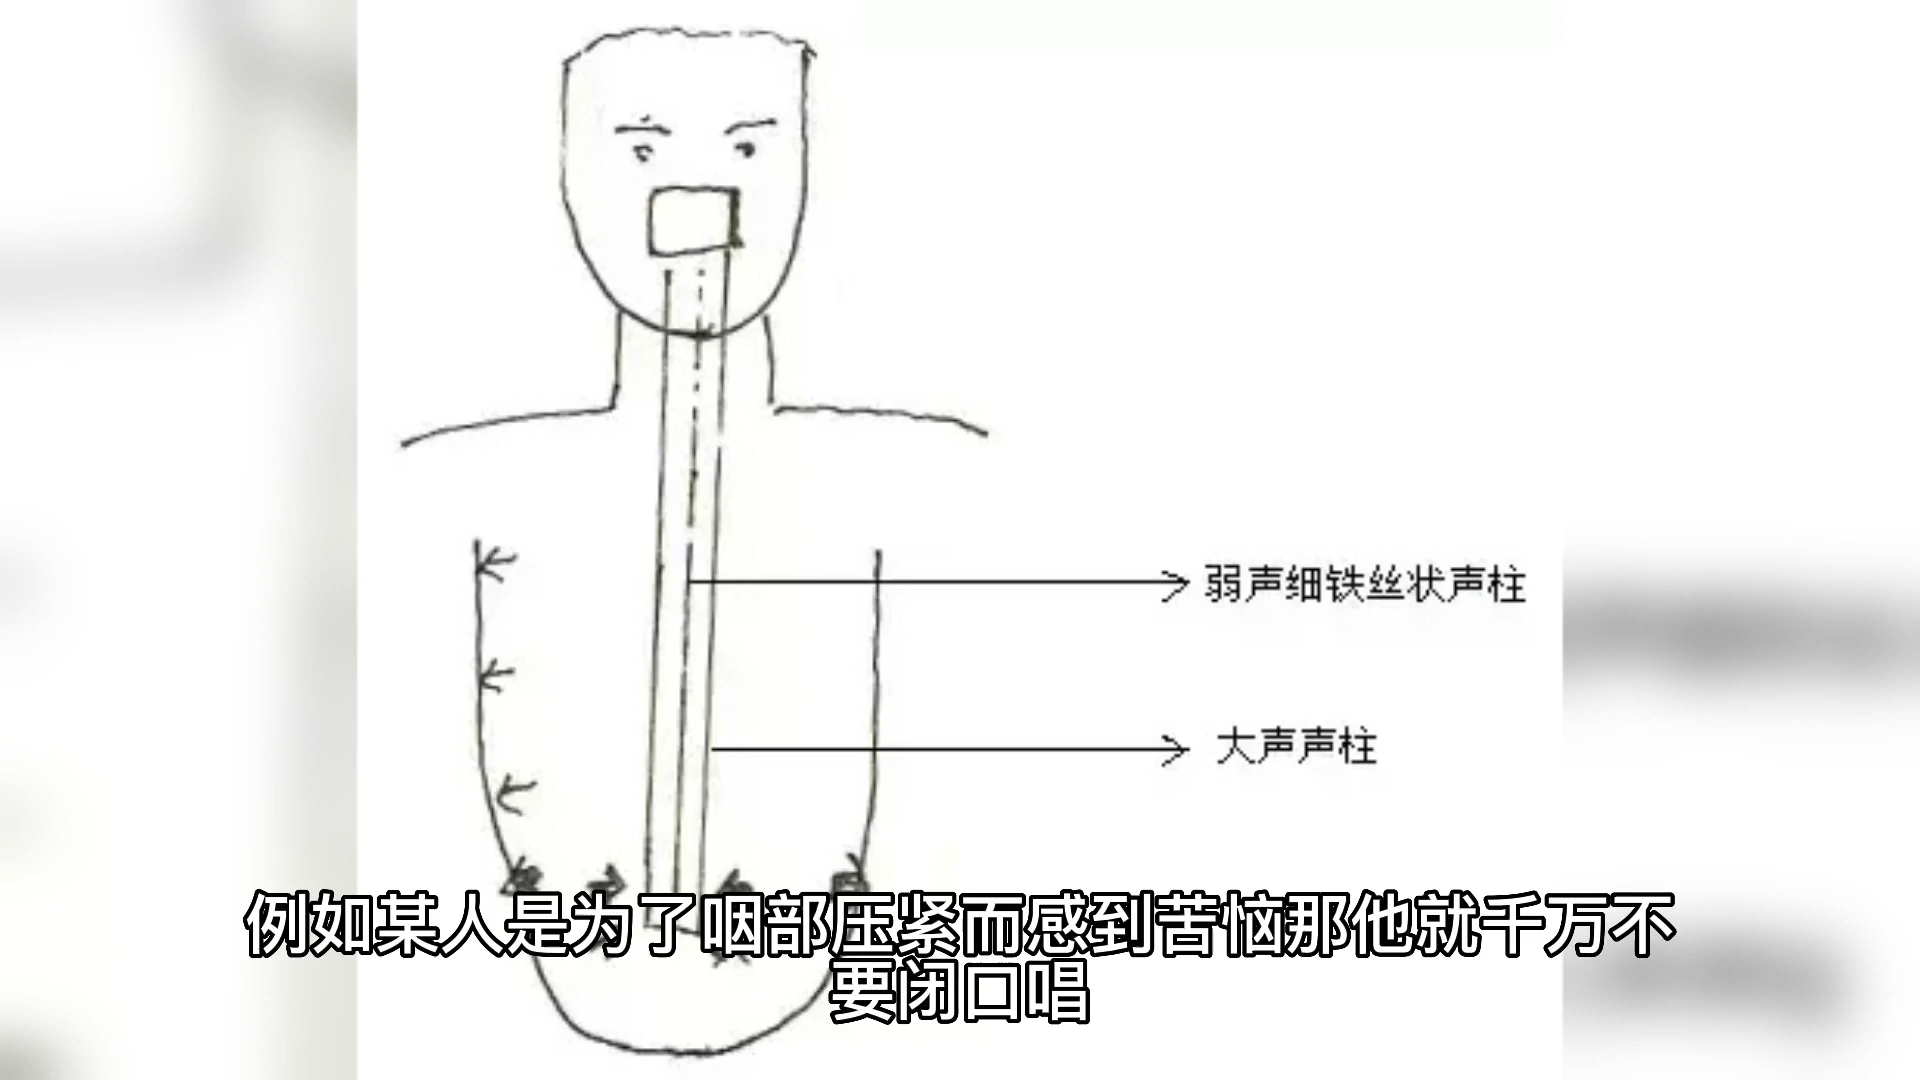 弱声细铁丝状声柱
大声声柱
例如某人是为了咽部压紧而感到苦恼那他就千万不
要闭口唱